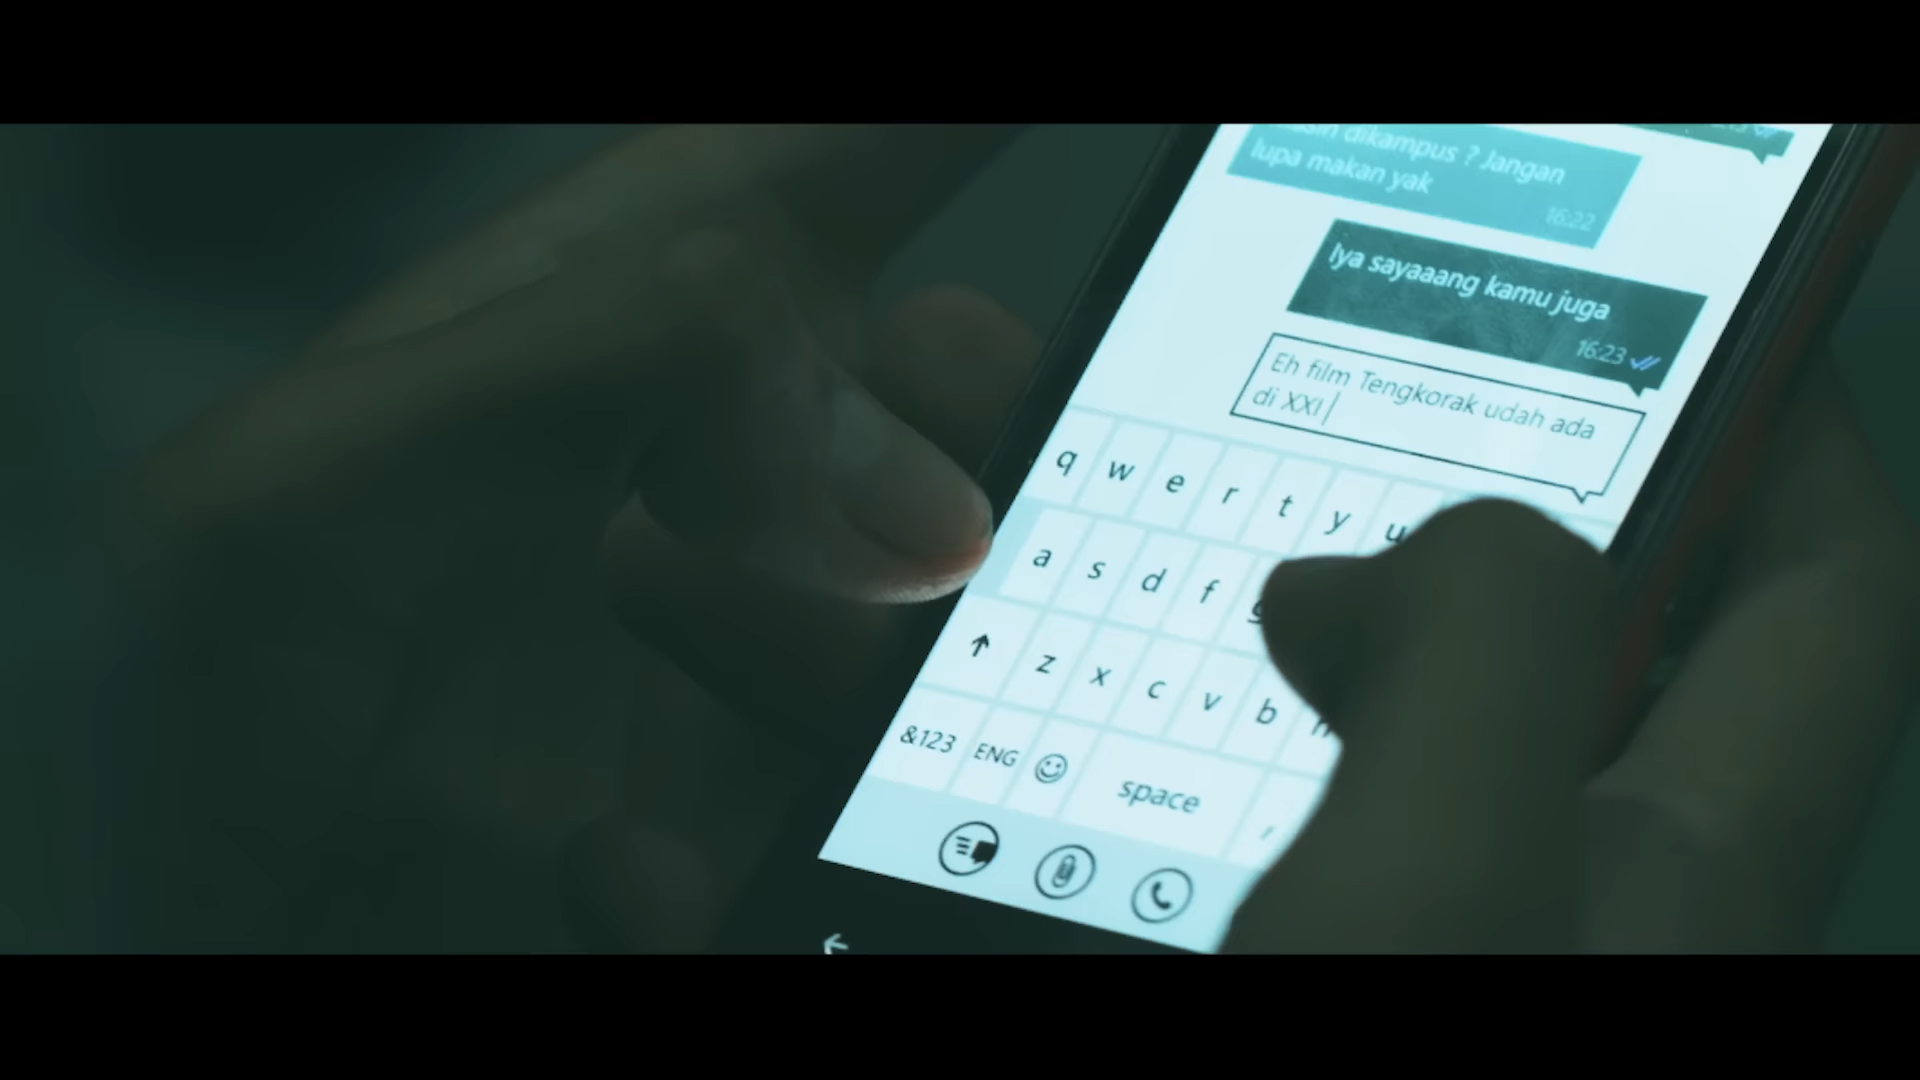 dikampus ? Jangan
lupa makan yak
16:22
Iya sayaaang kamu juga
16:23
Eh film Tengkorak udah ada
di XXI
q w e r t y u
a s d f g
z x c v b
&123 ENG space ,